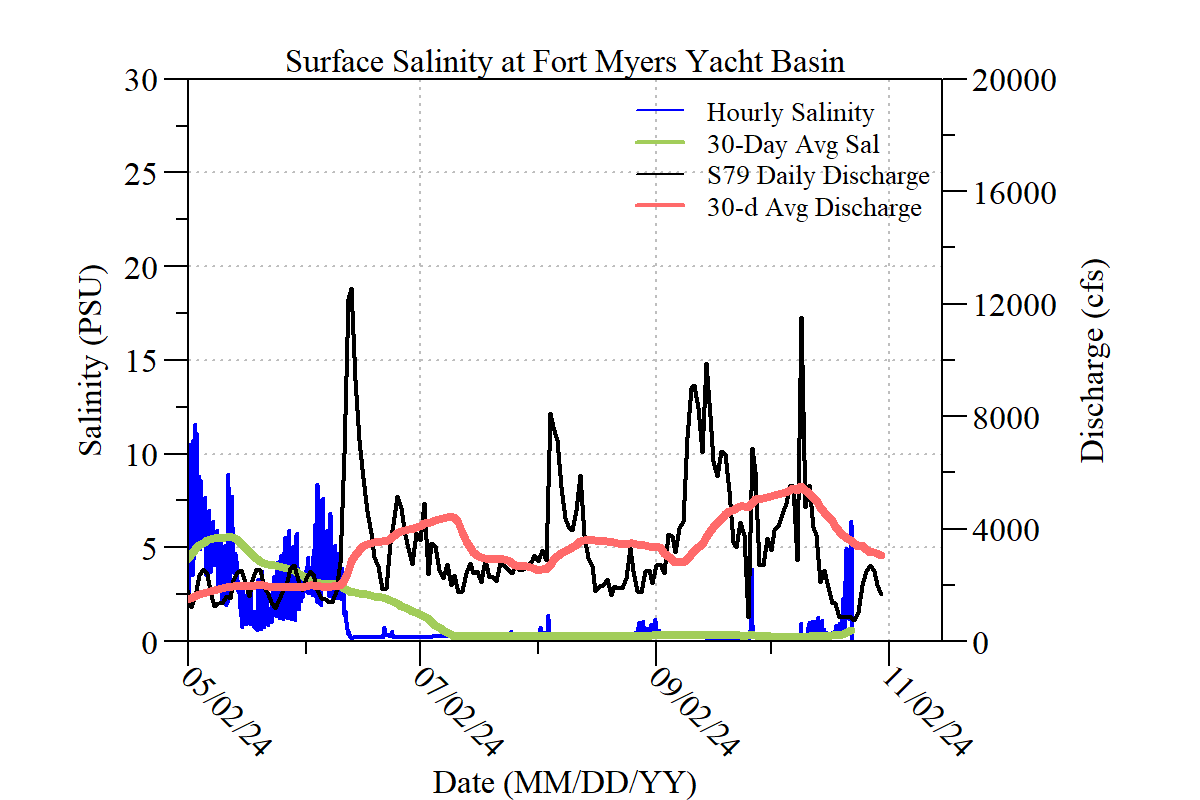 Surface Salinity at Fort Myers Yacht Basin
30
25
20
15
10
5
0
Salinity (PSU)
Hourly Salinity
30-Day Avg Sal
S79 Daily Discharge
30-d Avg Discharge
20000
16000
12000
8000
4000
0
Discharge (cfs)
05/02/24
07/02/24
09/02/24
11/02/24
Date (MM/DD/YY)